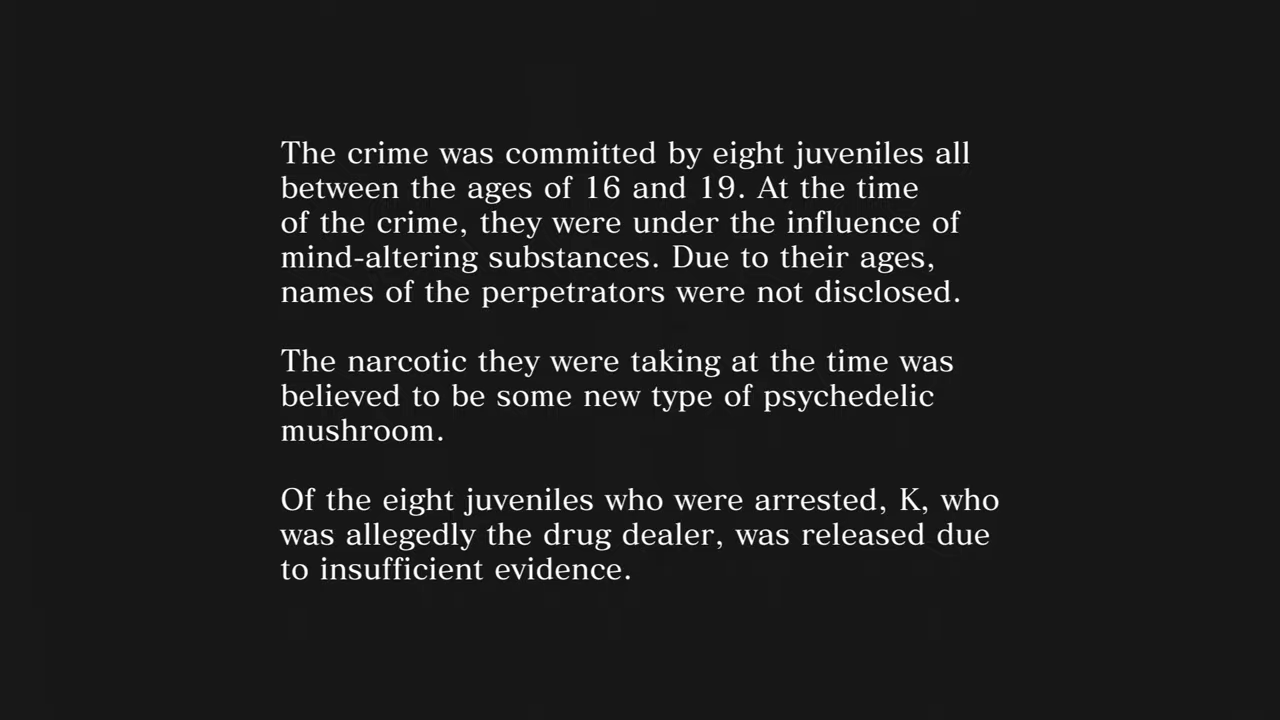 The crime was committed by eight juveniles all
between the ages of 16 and 19. At the time
of the crime, they were under the influence of
mind-altering substances. Due to their ages,
names of the perpetrators were not disclosed.
The narcotic they were taking at the time was
believed to be some new type of psychedelic
mushroom.
Of the eight juveniles who were arrested, K, who
was allegedly the drug dealer, was released due
to insufficient evidence.